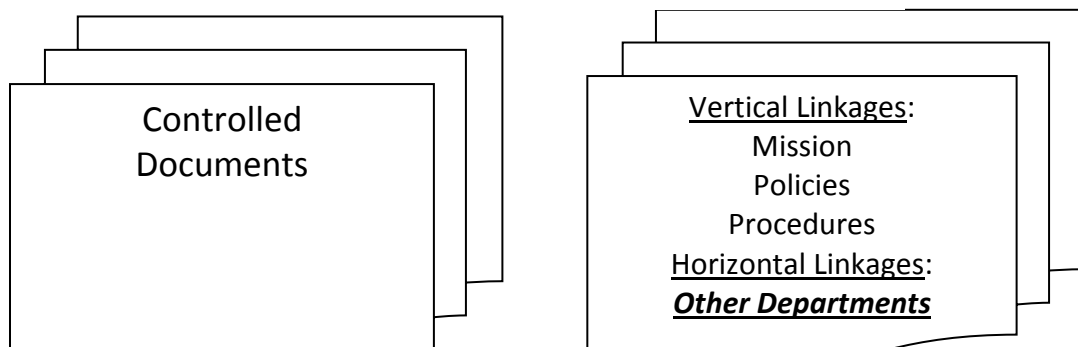 Controlled
Documents
Vertical Linkages:
Mission
Policies
Procedures
Horizontal Linkages:
Other Departments